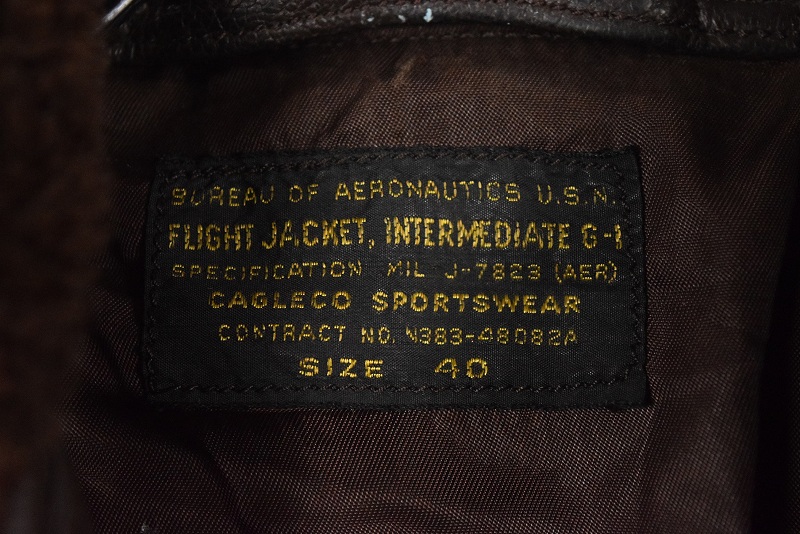 BUREAU OF AERONAUTICS U.S.N.
FLIGHT JACKET, INTERMEDIATE G-1
SPECIFICATION MIL J-7823 (AER)
CAGLECO SPORTSWEAR
CONTRACT NO. N383-48082A
SIZE 40